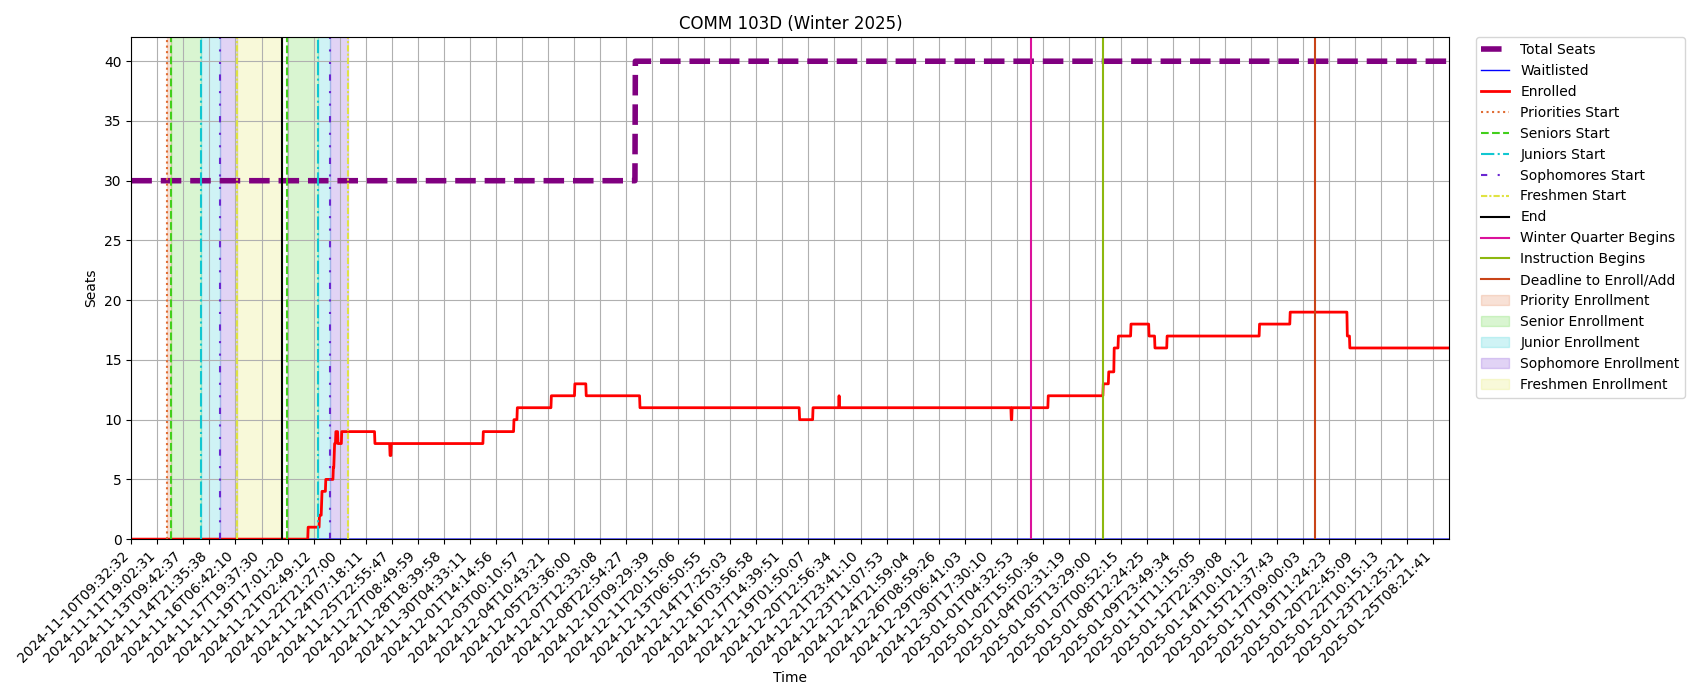 COMM 103D (Winter 2025)
Seats
40
35
30
25
20
15
10
5
0
2024-11-10T09:32:32
2024-11-11T19:02:31
2024-11-13T09:42:37
2024-11-14T21:35:38
2024-11-16T06:42:10
2024-11-17T19:37:30
2024-11-19T17:01:20
2024-11-21T02:49:12
2024-11-22T21:27:00
2024-11-24T07:18:11
2024-11-25T22:55:47
2024-11-27T08:49:59
2024-11-28T18:39:58
2024-11-30T04:33:11
2024-12-01T14:14:56
2024-12-03T00:10:57
2024-12-04T10:43:21
2024-12-05T23:36:00
2024-12-07T12:33:08
2024-12-08T22:54:27
2024-12-10T09:29:39
2024-12-11T20:15:06
2024-12-13T06:50:55
2024-12-14T17:25:03
2024-12-16T03:56:58
2024-12-17T14:39:51
2024-12-19T01:50:07
2024-12-20T12:56:34
2024-12-21T23:41:10
2024-12-23T11:07:53
2024-12-24T21:59:04
2024-12-26T08:59:26
2024-12-29T06:41:03
2024-12-30T17:30:10
2025-01-01T04:32:53
2025-01-02T15:50:36
2025-01-04T02:31:19
2025-01-05T13:29:00
2025-01-07T00:52:15
2025-01-08T12:24:25
2025-01-09T23:49:34
2025-01-11T11:15:05
2025-01-12T22:39:08
2025-01-14T10:10:12
2025-01-15T21:37:43
2025-01-17T09:00:03
2025-01-19T11:24:23
2025-01-20T22:45:09
2025-01-22T10:15:13
2025-01-23T21:25:21
2025-01-25T08:21:41
Time
Total Seats
Waitlisted
Enrolled
Priorities Start
Seniors Start
Juniors Start
Sophomores Start
Freshmen Start
End
Winter Quarter Begins
Instruction Begins
Deadline to Enroll/Add
Priority Enrollment
Senior Enrollment
Junior Enrollment
Sophomore Enrollment
Freshmen Enrollment